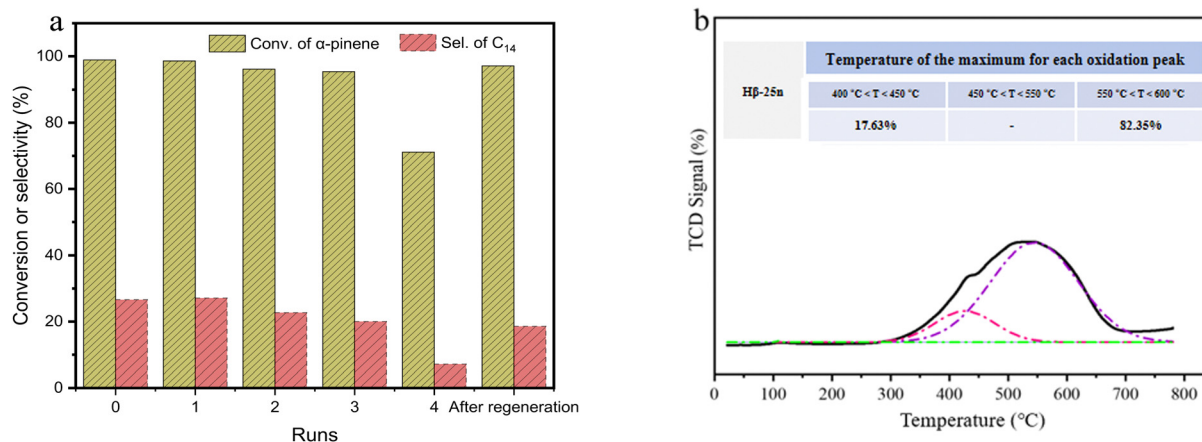 a
Conv. of α-pinene
Sel. of C14
Conversion or selectivity (%)
100
80
60
40
20
0
0 1 2 3 4 After regeneration
Runs
b
Hβ-25n
Temperature of the maximum for each oxidation peak
400 °C < T < 450 °C 450 °C < T < 550 °C 550 °C < T < 600 °C
17.63% - 82.35%
TCD Signal (%)
0 100 200 300 400 500 600 700 800
Temperature (°C)